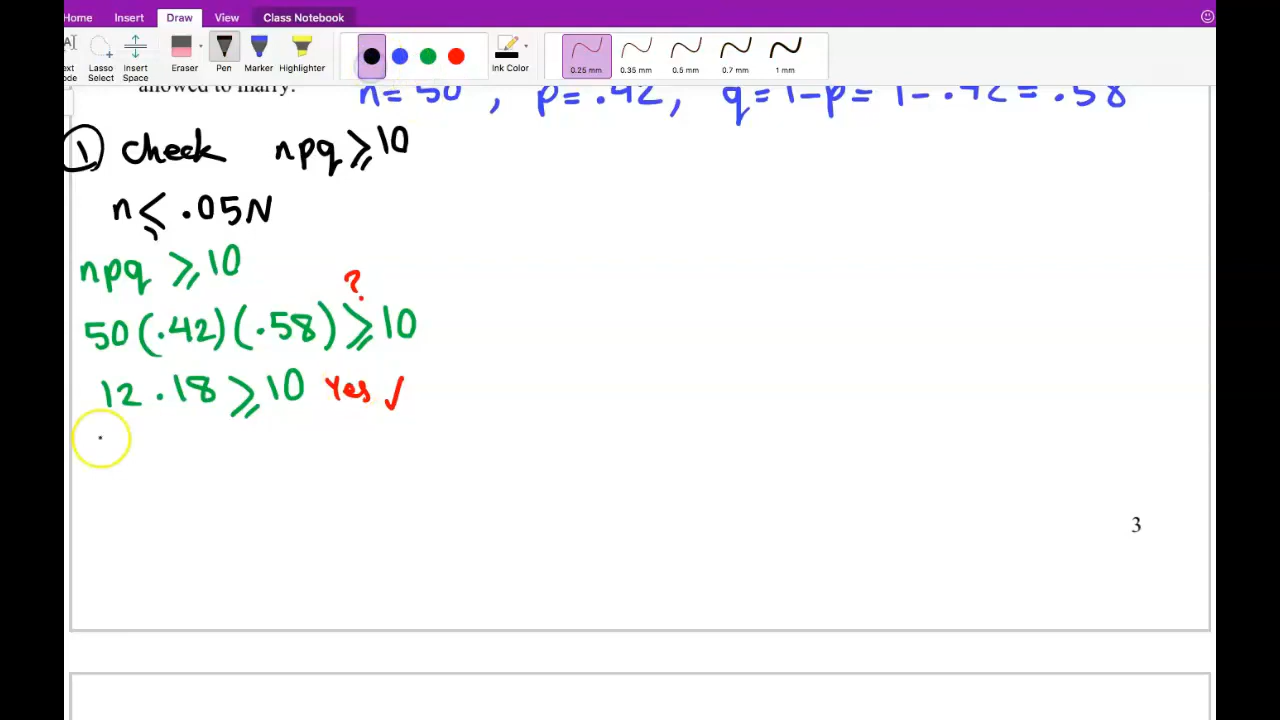 Home Insert Draw View Class Notebook
Eraser Pen Marker Highlighter Ink Color
Lasso Select Insert Space
0.25 mm 0.35 mm 0.5 mm 0.7 mm 1 mm
allowed to marry. n = 50 , p = .42, q = 1 – p = 1 – .42 = .58
1 check npq ≥ 10
n ≤ .05N
npq ≥ 10
?
50(.42)(.58) ≥ 10
12.18 ≥ 10 Yes ✓
3